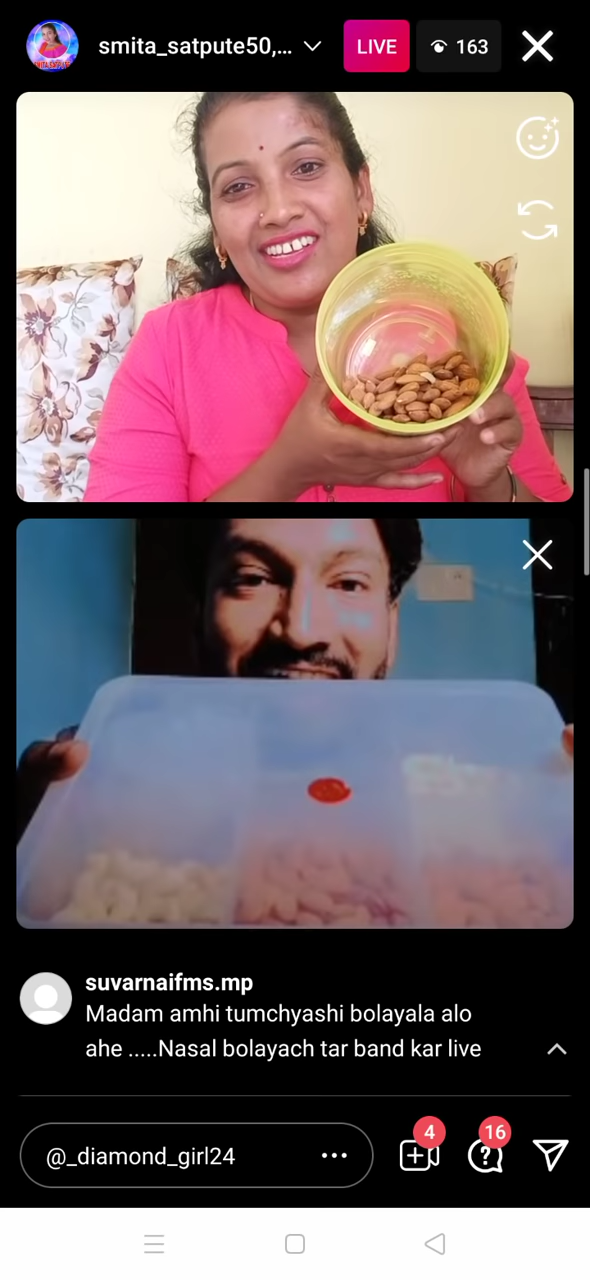 smita_satpute50,...
LIVE
163
suvarnaifms.mp
Madam amhi tumchyashi bolayala alo
ahe .....Nasal bolayach tar band kar live
@_diamond_girl24
4
16